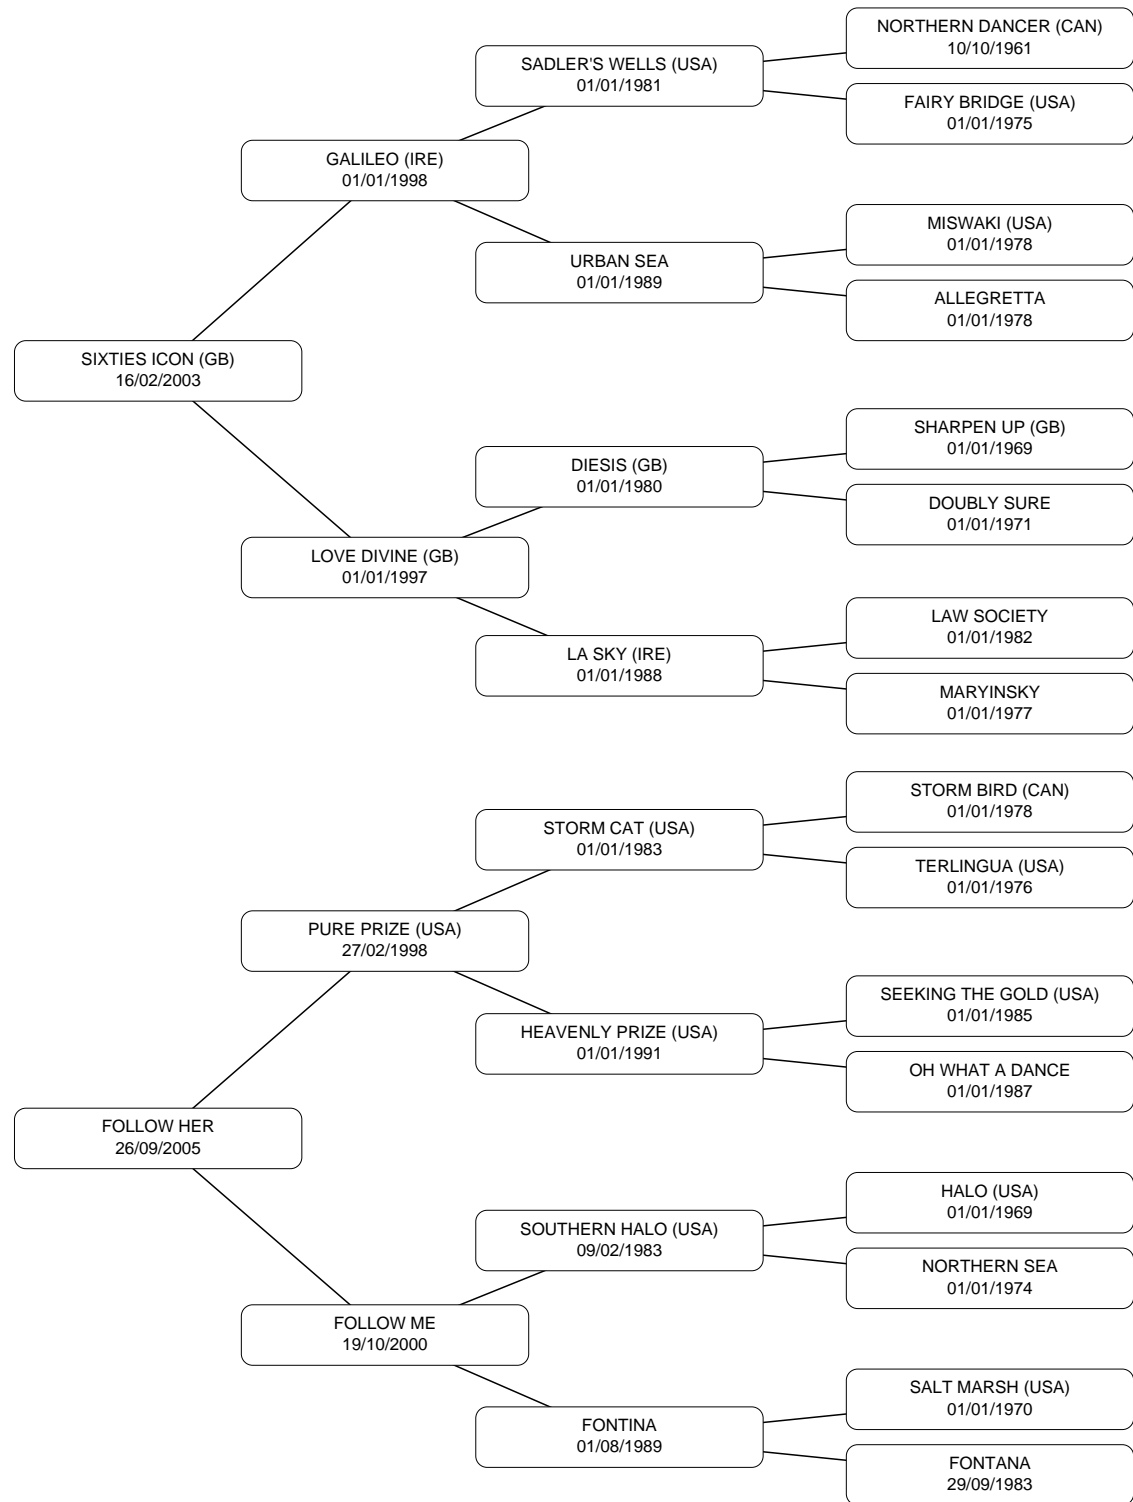 NORTHERN DANCER (CAN)
10/10/1961
SADLER'S WELLS (USA)
01/01/1981
FAIRY BRIDGE (USA)
01/01/1975
GALILEO (IRE)
01/01/1998
MISWAKI (USA)
01/01/1978
URBAN SEA
01/01/1989
ALLEGRETTA
01/01/1978
SIXTIES ICON (GB)
16/02/2003
SHARPEN UP (GB)
01/01/1969
DIESIS (GB)
01/01/1980
DOUBLY SURE
01/01/1971
LOVE DIVINE (GB)
01/01/1997
LAW SOCIETY
01/01/1982
LA SKY (IRE)
01/01/1988
MARYINSKY
01/01/1977
STORM BIRD (CAN)
01/01/1978
STORM CAT (USA)
01/01/1983
TERLINGUA (USA)
01/01/1976
PURE PRIZE (USA)
27/02/1998
SEEKING THE GOLD (USA)
01/01/1985
HEAVENLY PRIZE (USA)
01/01/1991
OH WHAT A DANCE
01/01/1987
FOLLOW HER
26/09/2005
HALO (USA)
01/01/1969
SOUTHERN HALO (USA)
09/02/1983
NORTHERN SEA
01/01/1974
FOLLOW ME
19/10/2000
SALT MARSH (USA)
01/01/1970
FONTINA
01/08/1989
FONTANA
29/09/1983